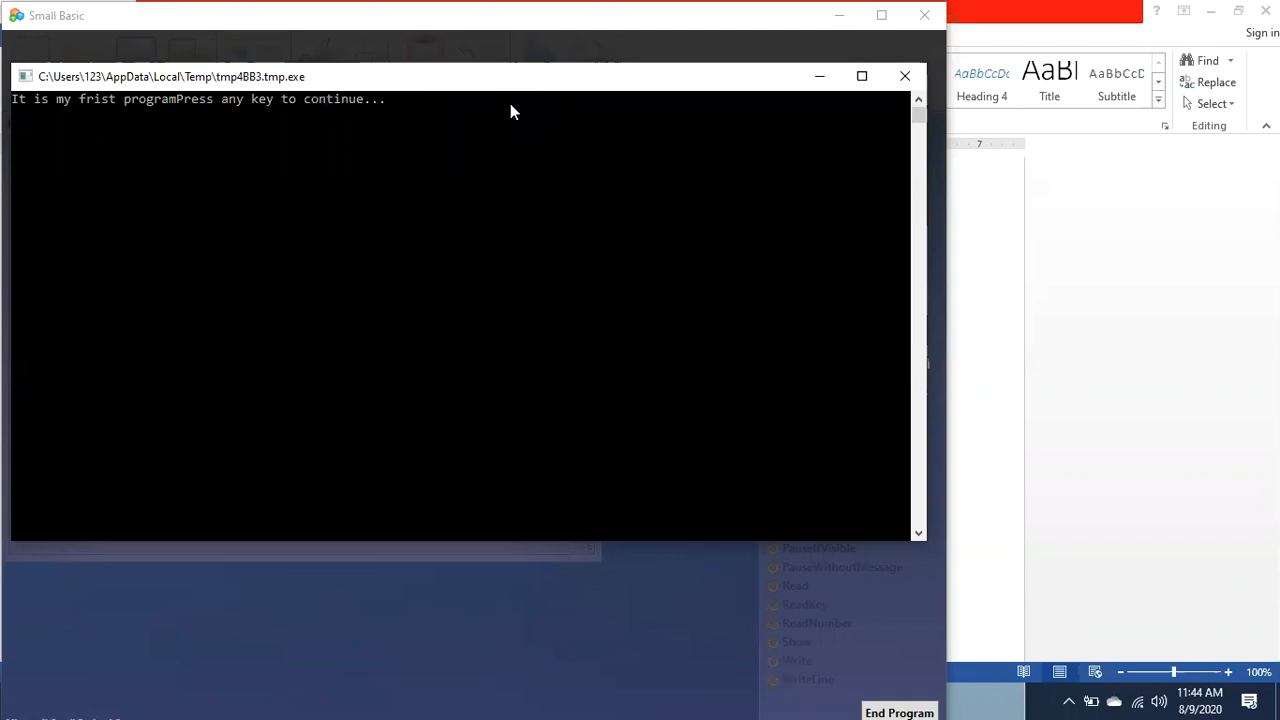 Small Basic
Sign in
C:\Users\123\AppData\Local\Temp\tmp4BB3.tmp.exe
It is my frist programPress any key to continue...
AaBbCcDc AaBl AaBbCcD
Heading 4 Title Subtitle
Find
Replace
Select
Editing
7
PauseIfVisible
PauseWithoutMessage
Read
ReadKey
ReadNumber
Show
Write
WriteLine
100%
End Program
11:44 AM
8/9/2020